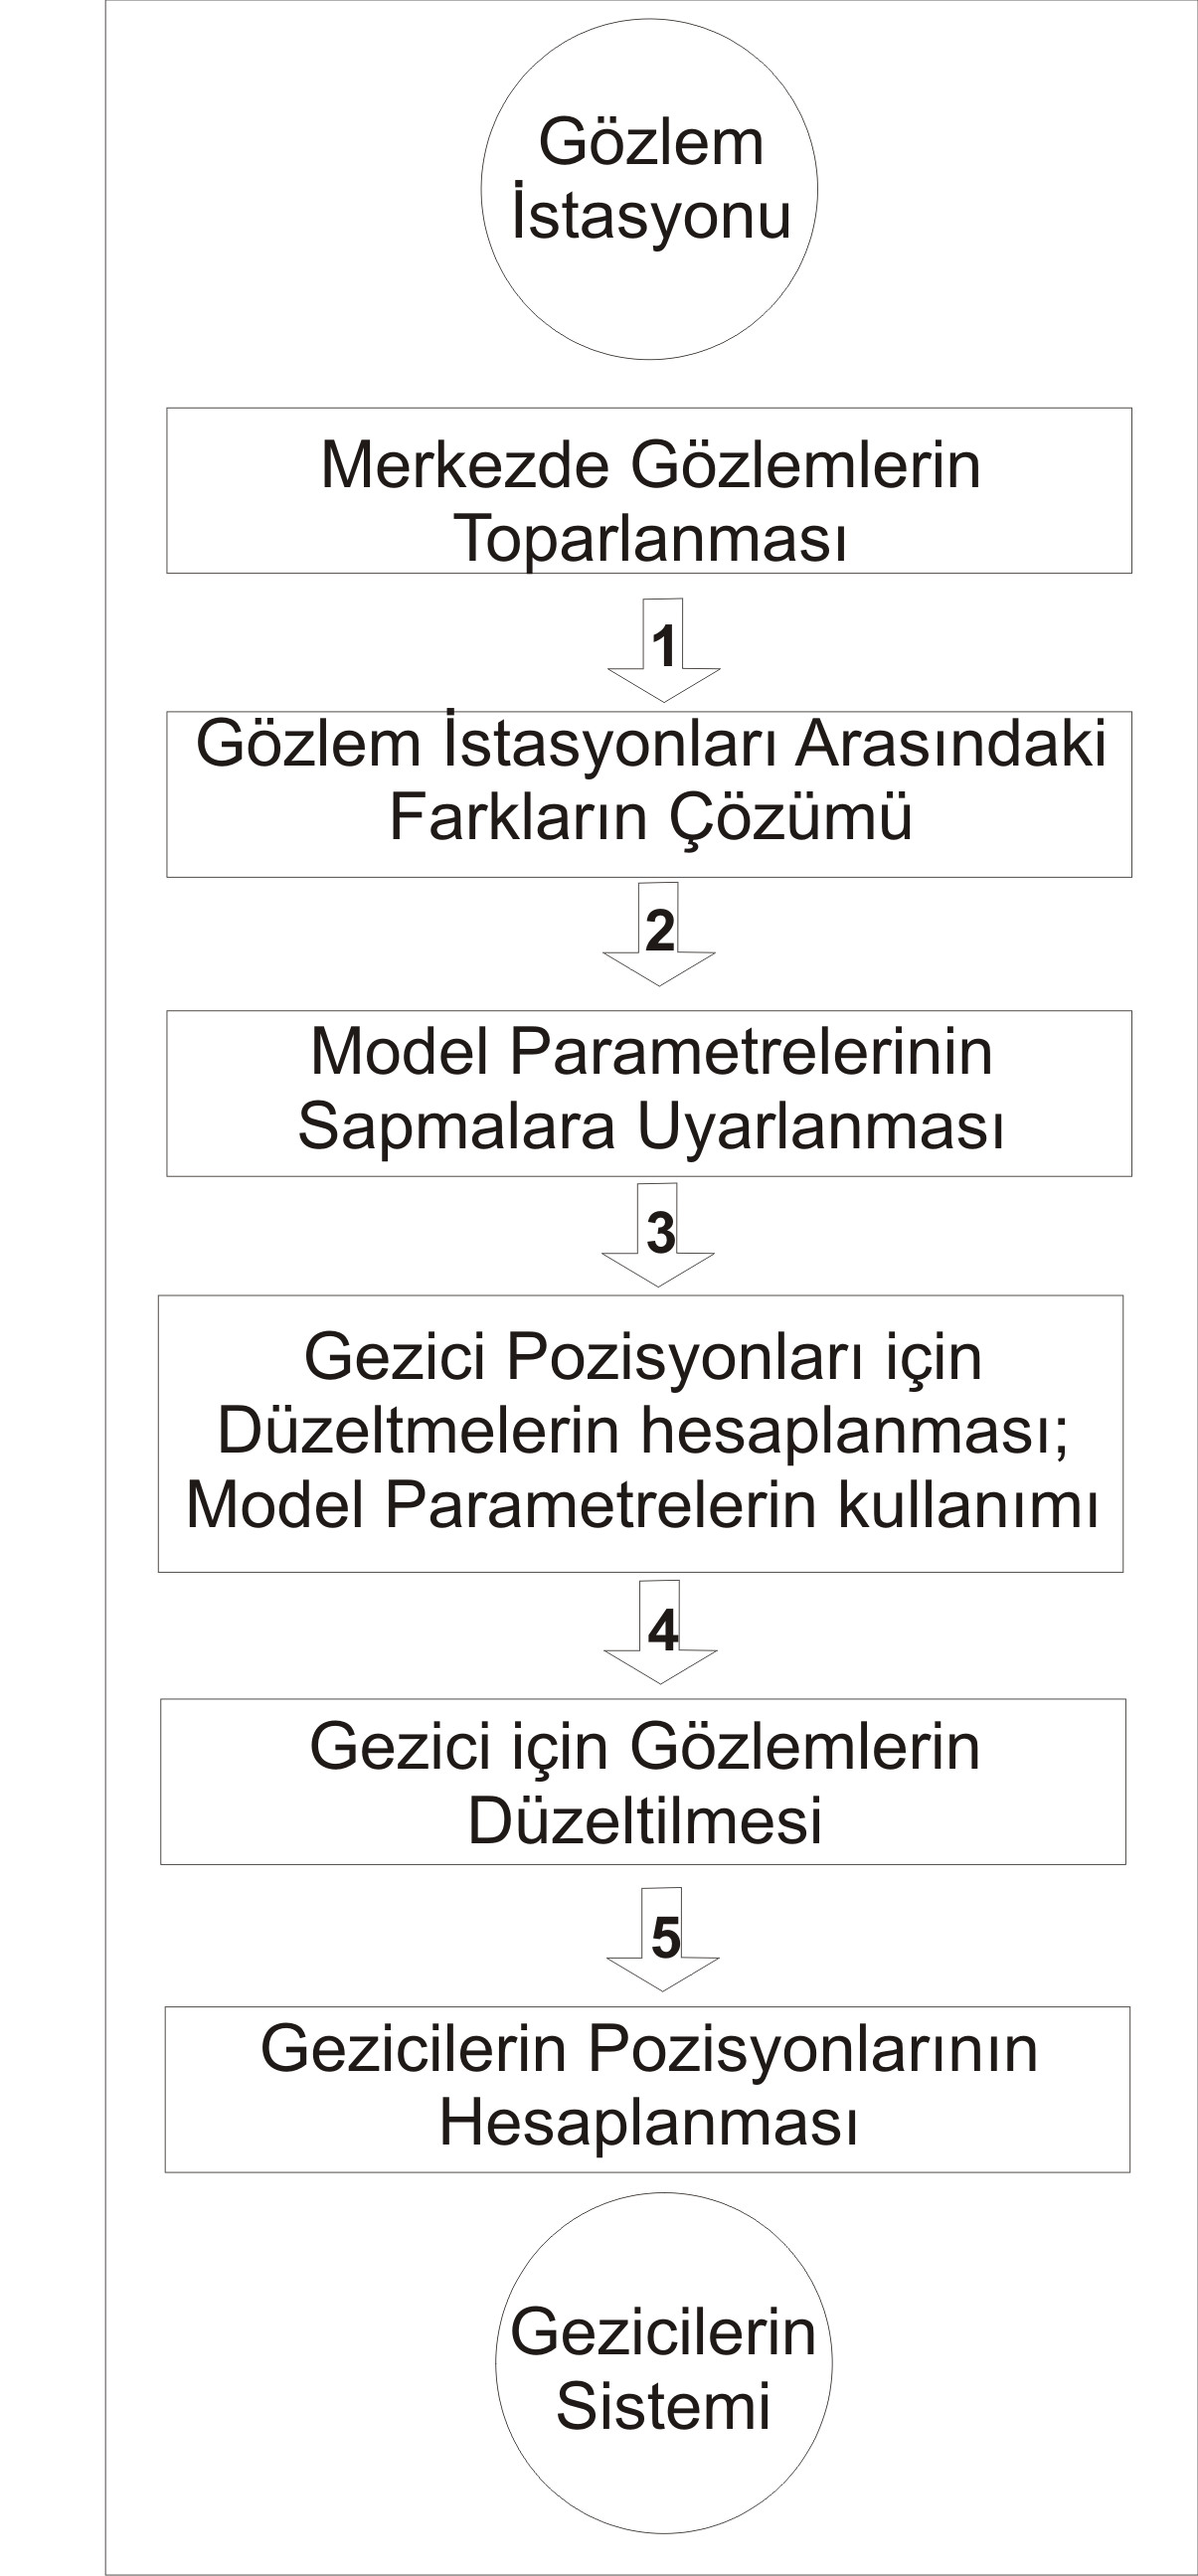 Gözlem
İstasyonu
Merkezde Gözlemlerin
Toparlanması
1
Gözlem İstasyonları Arasındaki
Farkların Çözümü
2
Model Parametrelerinin
Sapmalara Uyarlanması
3
Gezici Pozisyonları için
Düzeltmelerin hesaplanması;
Model Parametrelerin kullanımı
4
Gezici için Gözlemlerin
Düzeltilmesi
5
Gezicilerin Pozisyonlarının
Hesaplanması
Gezicilerin
Sistemi